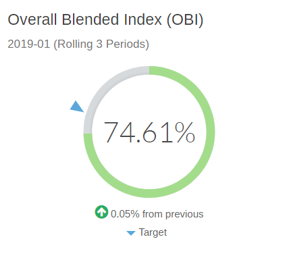 Overall Blended Index (OBI)
2019-01 (Rolling 3 Periods)
74.61%
0.05% from previous
Target